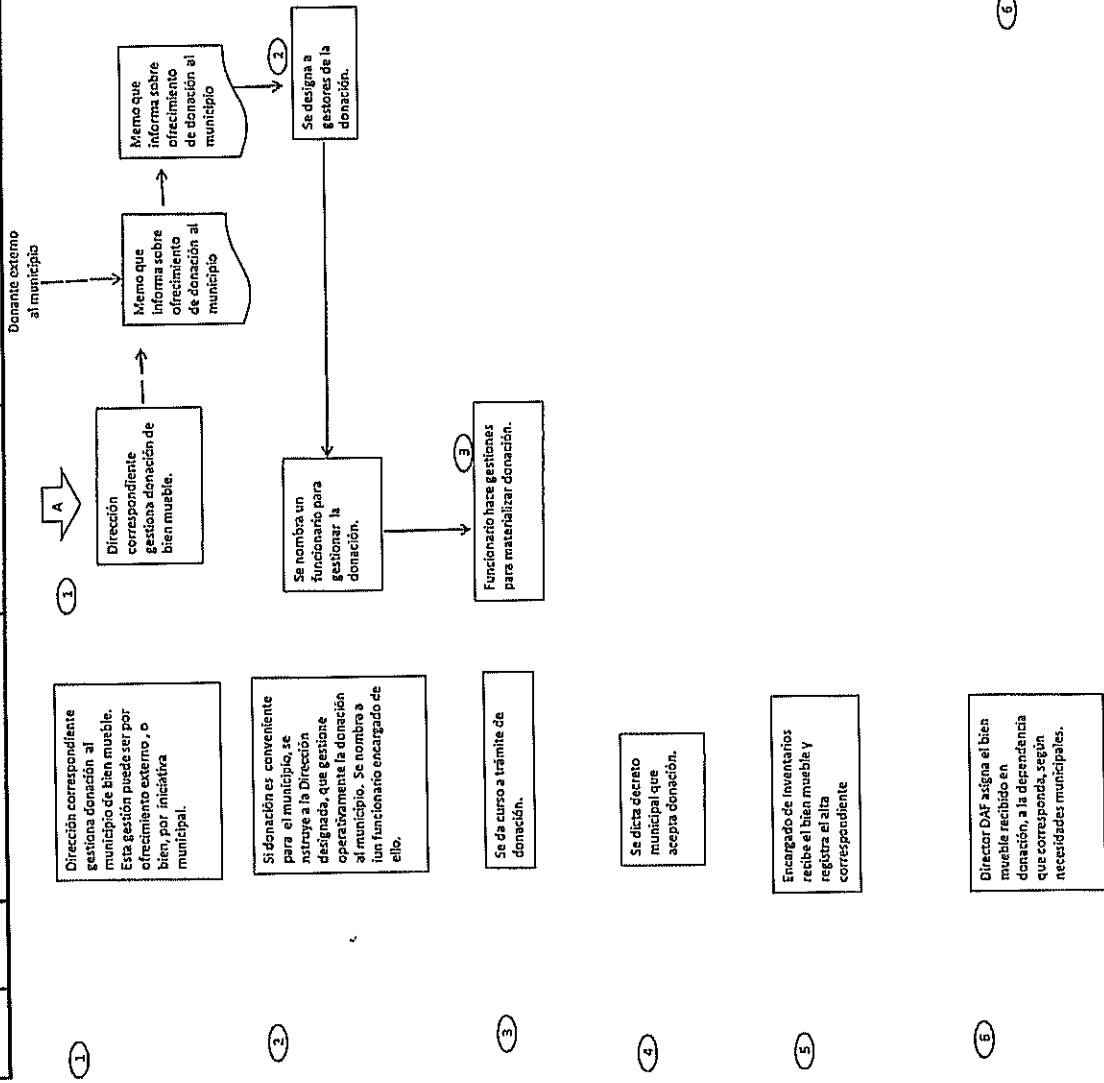 Donante externo
al municipio
A
1
Dirección correspondiente
gestiona donación al
municipio de bien mueble.
Esta gestión puede ser por
ofrecimiento externo, o
bien, por iniciativa
municipal.
1
Dirección
correspondiente
gestiona donación de
bien mueble.
Memo que
informa sobre
ofrecimiento
de donación al
municipio
Memo que
informa sobre
ofrecimiento
de donación al
municipio
2
Si donación es conveniente
para el municipio, se
nstruye a la Dirección
designada, que gestione
operativamente la donación
al municipio. Se nombra a
iun funcionario encargado de
ello.
Se nombra un
funcionario para
gestionar la
donación.
2
Se designa a
gestores de la
donación.
3
Se da curso a trámite de
donación.
3
Funcionario hace gestiones
para materializar donación.
4
Se dicta decreto
municipal que
acepta donación.
5
Encargado de Inventarios
recibe el bien mueble y
registra el alta
correspondiente
6
Director DAF asigna el bien
mueble recibido en
donación, a la dependencia
que corresponda, según
necesidades municipales.
6